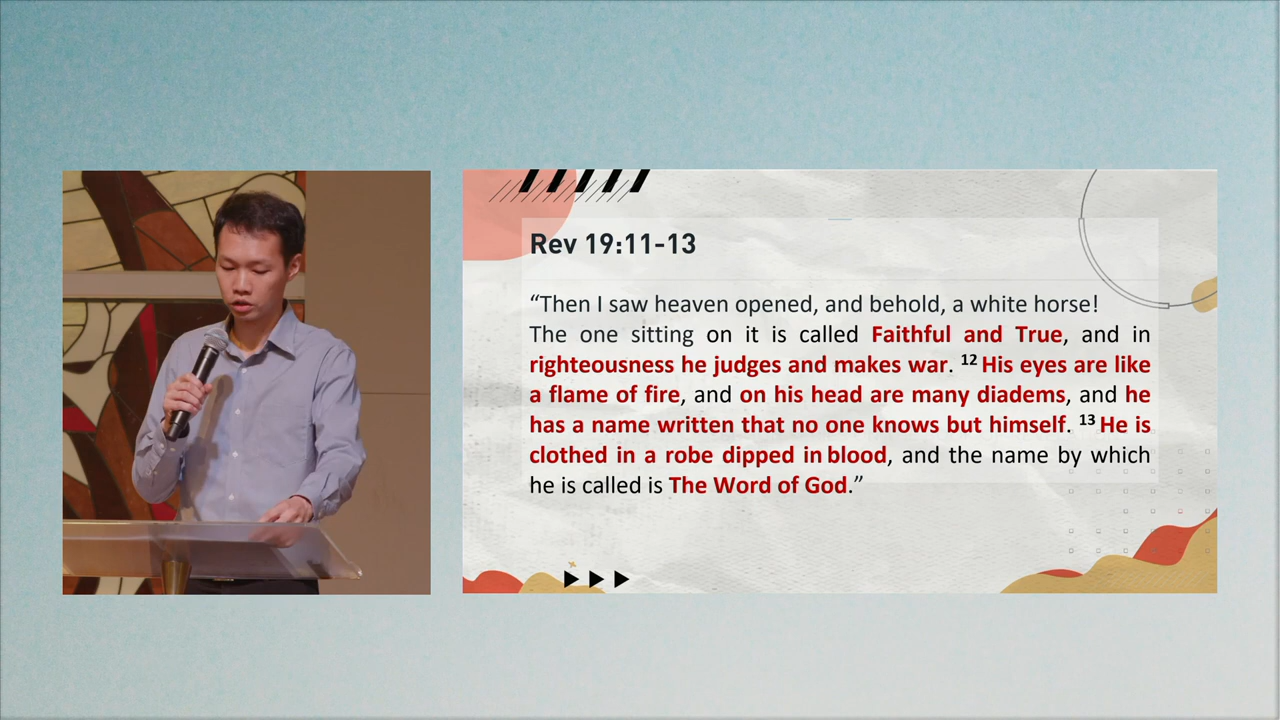 Rev 19:11-13
“Then I saw heaven opened, and behold, a white horse!
The one sitting on it is called Faithful and True, and in
righteousness he judges and makes war. 12 His eyes are like
a flame of fire, and on his head are many diadems, and he
has a name written that no one knows but himself. 13 He is
clothed in a robe dipped in blood, and the name by which
he is called is The Word of God.”